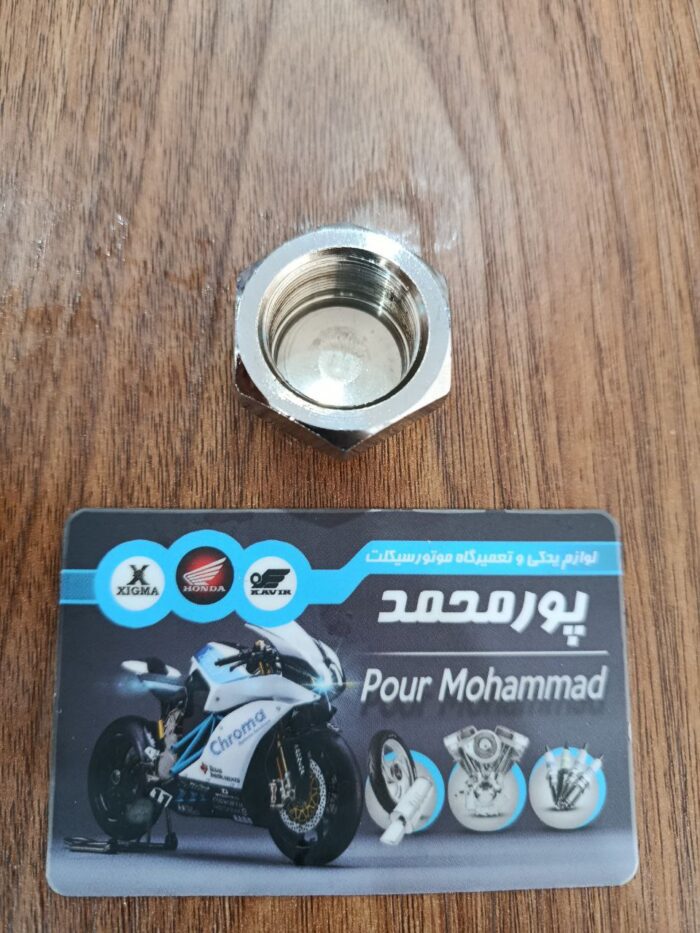 لوازم یدکی و تعمیرگاه موتورسیکلت
XIGMA
HONDA
KAVIR
پورمحمد
Pour Mohammad
Chroma